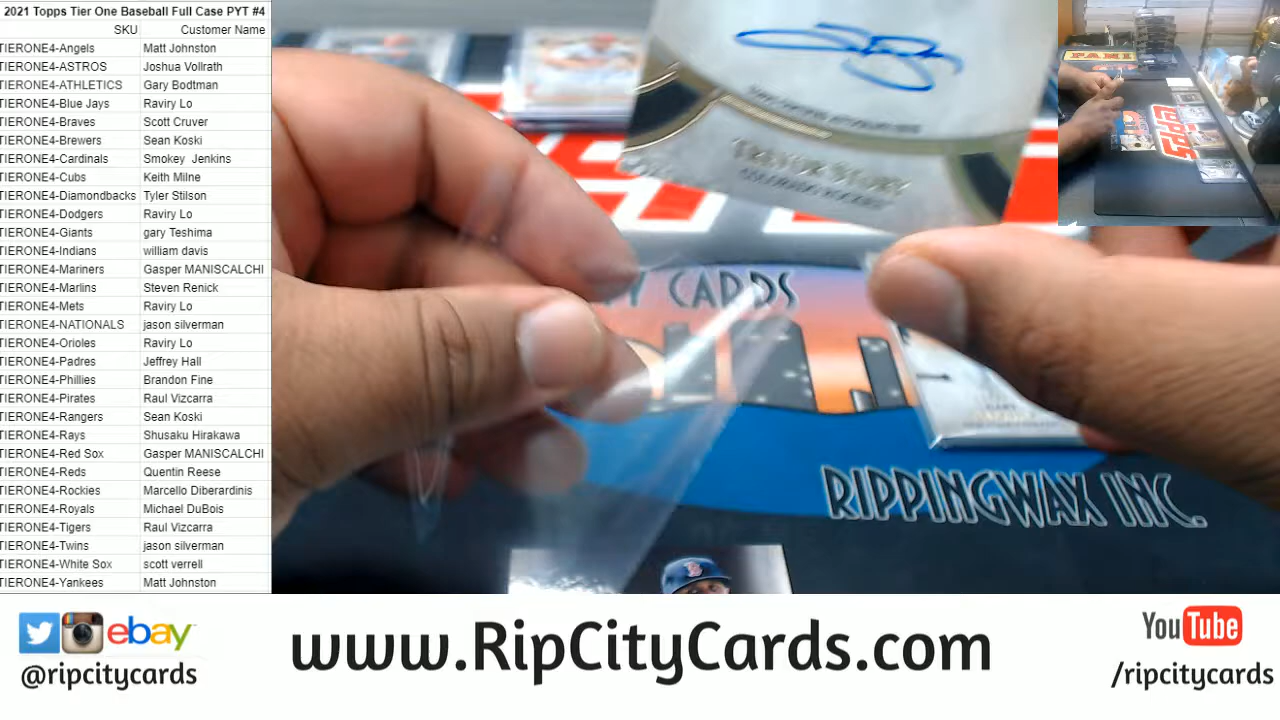 2021 Topps Tier One Baseball Full Case PYT #4
SKU Customer Name
TIERONE4-Angels Matt Johnston
TIERONE4-ASTROS Joshua Vollrath
TIERONE4-ATHLETICS Gary Bodtman
TIERONE4-Blue Jays Raviry Lo
TIERONE4-Braves Scott Cruver
TIERONE4-Brewers Sean Koski
TIERONE4-Cardinals Smokey Jenkins
TIERONE4-Cubs Keith Milne
TIERONE4-Diamondbacks Tyler Stilson
TIERONE4-Dodgers Raviry Lo
TIERONE4-Giants gary Teshima
TIERONE4-Indians william davis
TIERONE4-Mariners Gasper MANISCALCHI
TIERONE4-Marlins Steven Renick
TIERONE4-Mets Raviry Lo
TIERONE4-NATIONALS jason silverman
TIERONE4-Orioles Raviry Lo
TIERONE4-Padres Jeffrey Hall
TIERONE4-Phillies Brandon Fine
TIERONE4-Pirates Raul Vizcarra
TIERONE4-Rangers Sean Koski
TIERONE4-Rays Shusaku Hirakawa
TIERONE4-Red Sox Gasper MANISCALCHI
TIERONE4-Reds Quentin Reese
TIERONE4-Rockies Marcello Diberardinis
TIERONE4-Royals Michael DuBois
TIERONE4-Tigers Raul Vizcarra
TIERONE4-Twins jason silverman
TIERONE4-White Sox scott verrell
TIERONE4-Yankees Matt Johnston
TREVOR STORY
COLORADO ROCKIES
CARDS
RIPPINGWAX INC.
B
PANINI
TOPPS
ebay
@ripcitycards
www.RipCityCards.com
YouTube
/ripcitycards